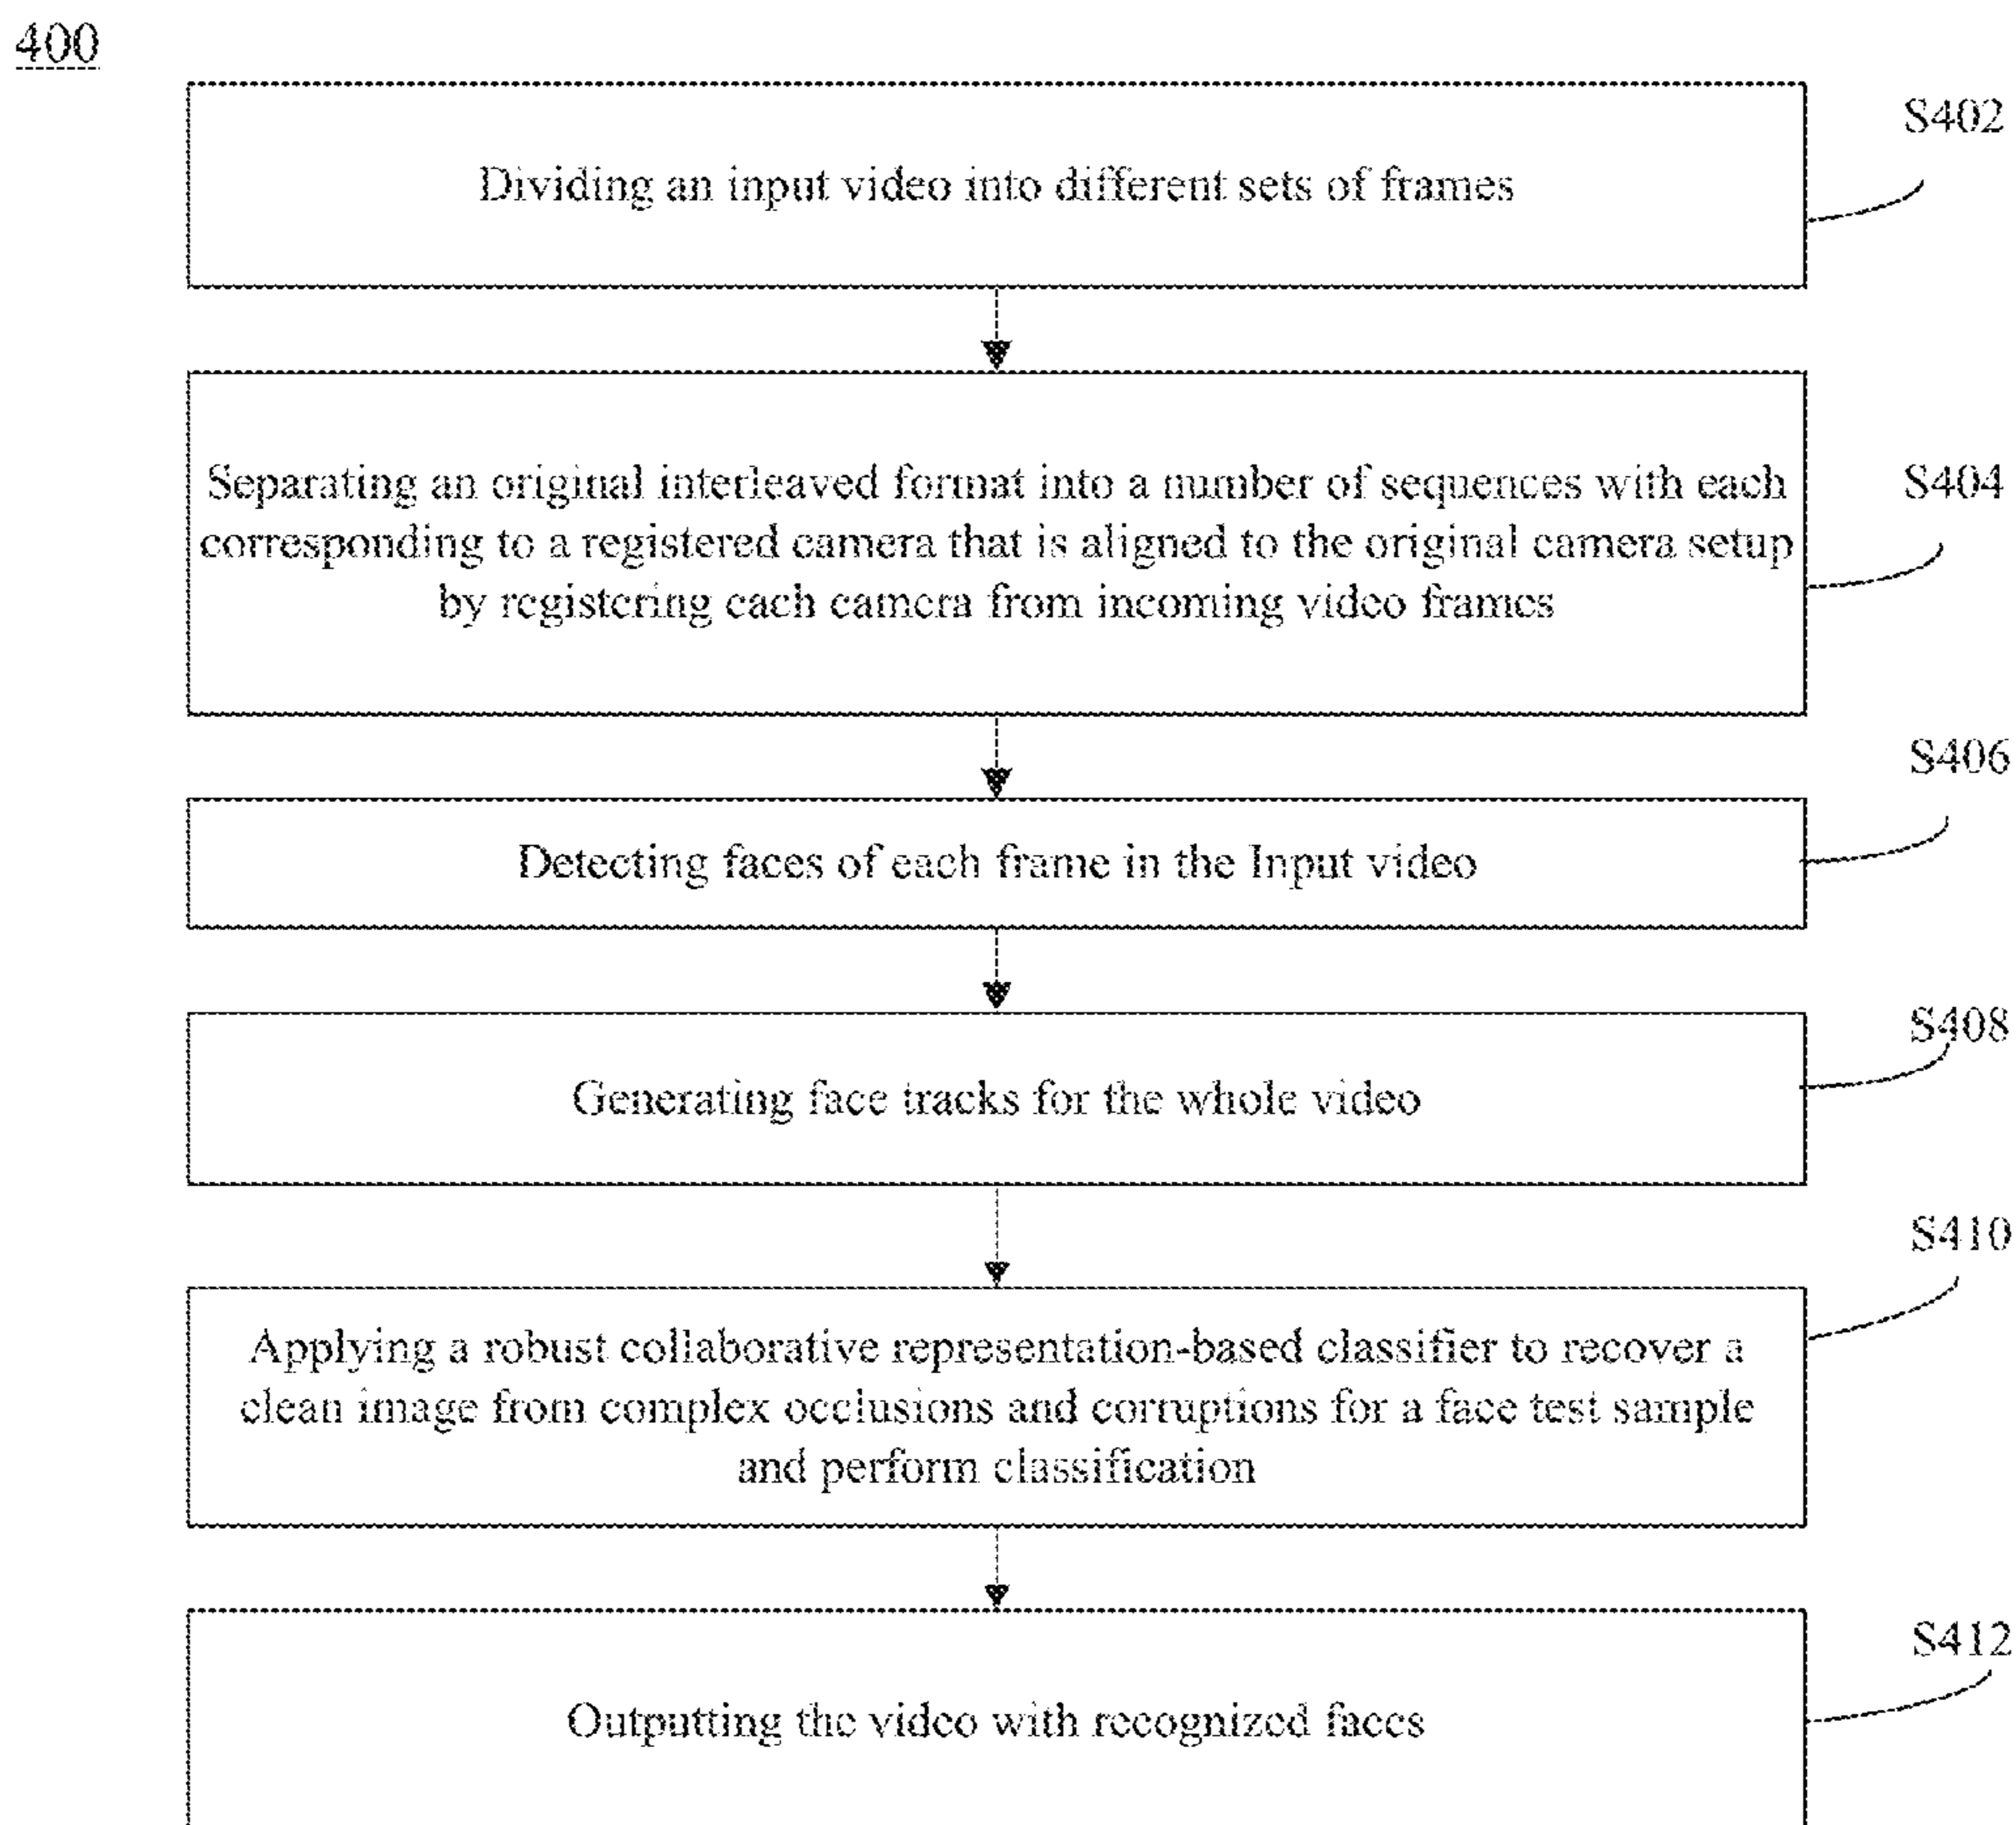 400
S402
Dividing an input video into different sets of frames
S404
Separating an original interleaved format into a number of sequences with each
corresponding to a registered camera that is aligned to the original camera setup
by registering each camera from incoming video frames
S406
Detecting faces of each frame in the Input video
S408
Generating face tracks for the whole video
S410
Applying a robust collaborative representation-based classifier to recover a
clean image from complex occlusions and corruptions for a face test sample
and perform classification
S412
Outputting the video with recognized faces